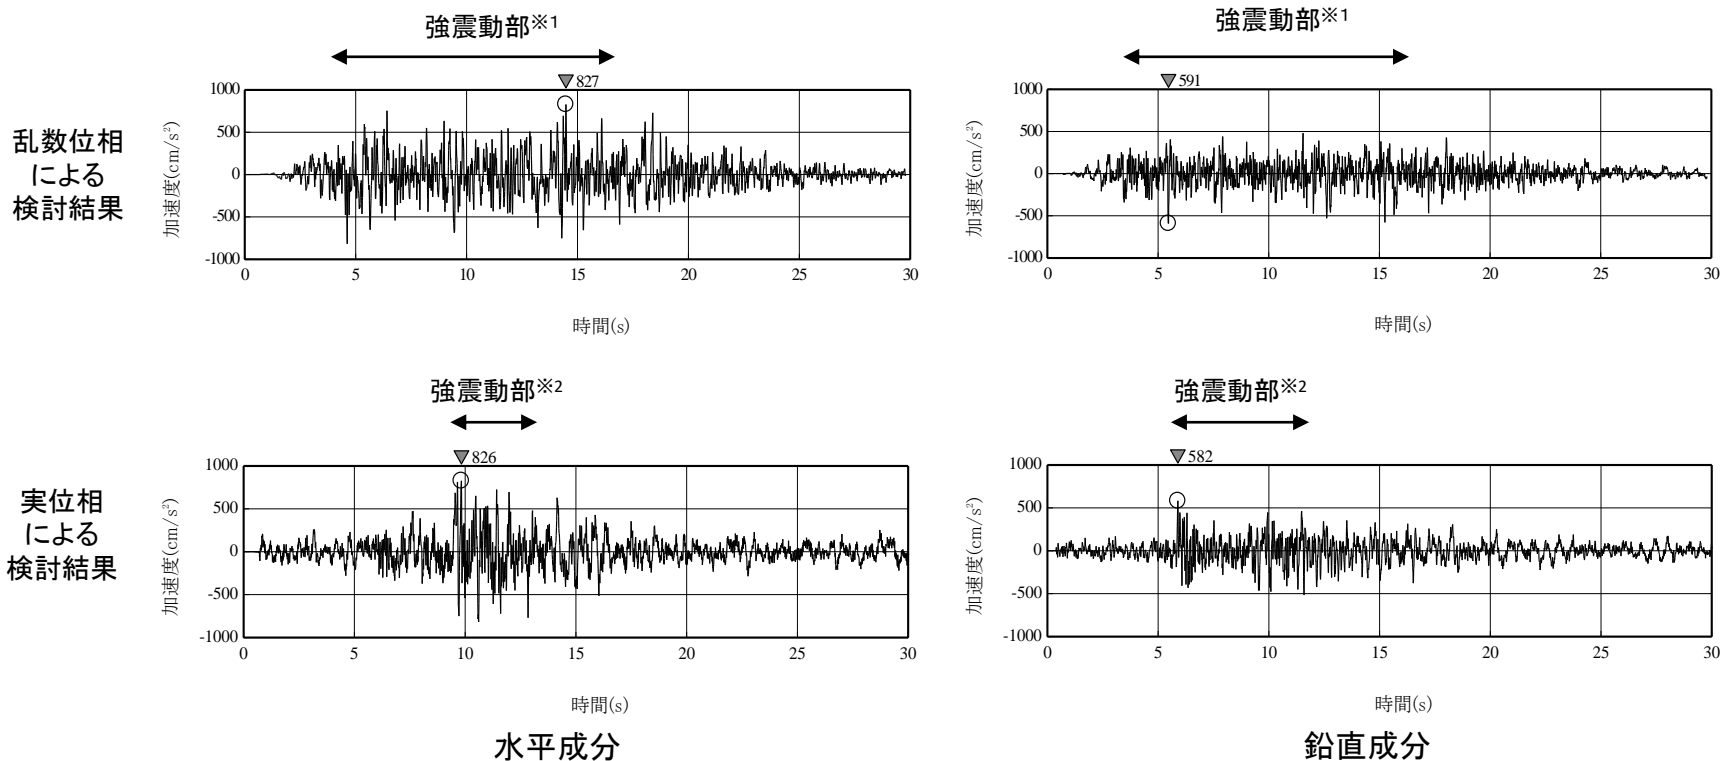 強震動部※1
▼827
乱数位相
による
検討結果
加速度(cm/s²)
1000
500
0
-500
-1000
0 5 10 15 20 25 30
時間(s)
強震動部※1
▼591
加速度(cm/s²)
1000
500
0
-500
-1000
0 5 10 15 20 25 30
時間(s)
強震動部※2
▼826
実位相
による
検討結果
加速度(cm/s²)
1000
500
0
-500
-1000
0 5 10 15 20 25 30
時間(s)
水平成分
強震動部※2
▼582
加速度(cm/s²)
1000
500
0
-500
-1000
0 5 10 15 20 25 30
時間(s)
鉛直成分